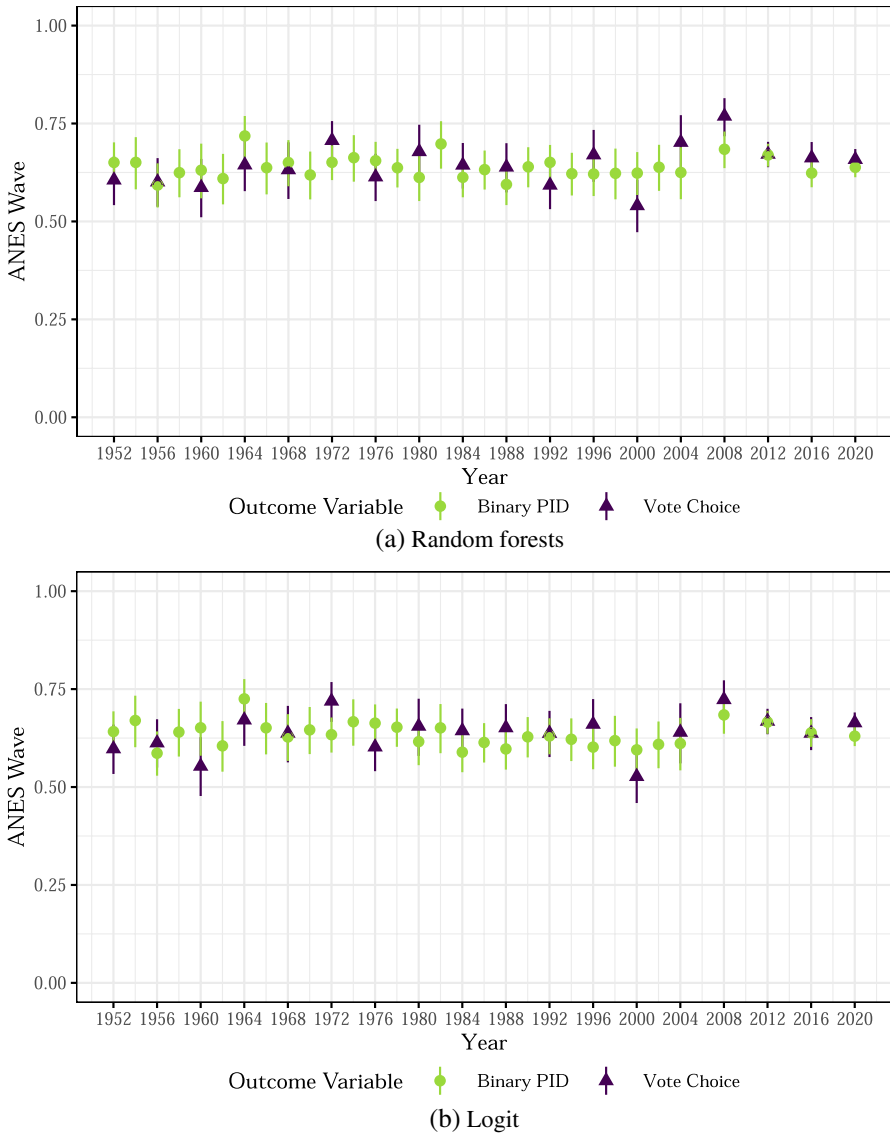 1.00
0.75
0.50
0.25
0.00
ANES Wave
1952 1956 1960 1964 1968 1972 1976 1980 1984 1988 1992 1996 2000 2004 2008 2012 2016 2020
Year
Outcome Variable Binary PID Vote Choice
(a) Random forests
1.00
0.75
0.50
0.25
0.00
ANES Wave
1952 1956 1960 1964 1968 1972 1976 1980 1984 1988 1992 1996 2000 2004 2008 2012 2016 2020
Year
Outcome Variable Binary PID Vote Choice
(b) Logit